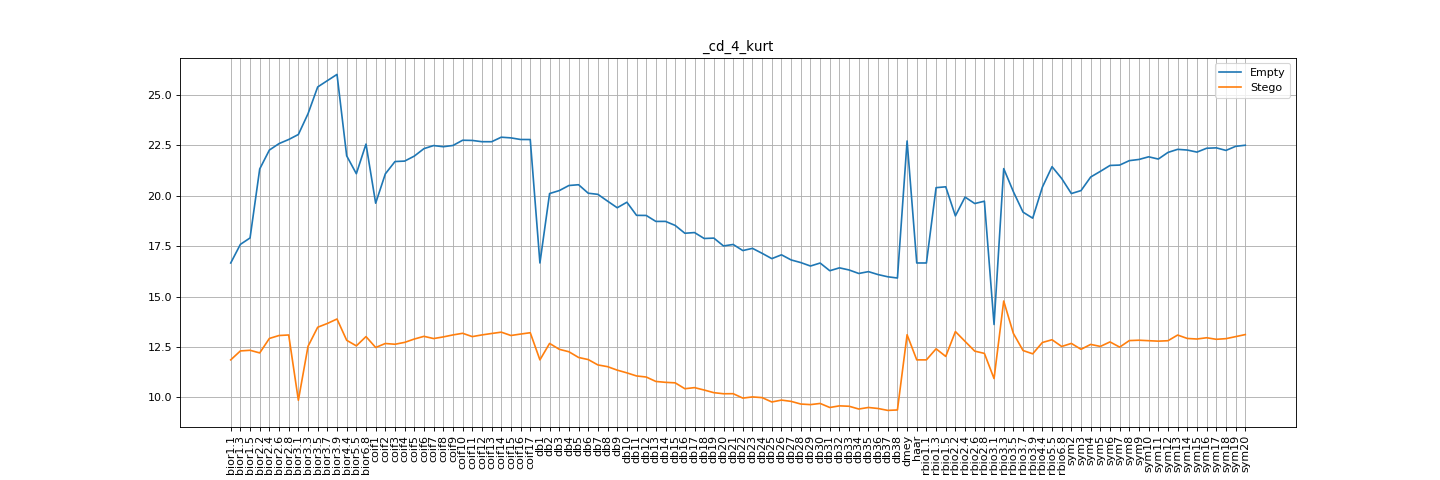 _cd_4_kurt
Empty
Stego
25.0
22.5
20.0
17.5
15.0
12.5
10.0
bior1.1
bior1.3
bior1.5
bior2.2
bior2.4
bior2.6
bior2.8
bior3.1
bior3.3
bior3.5
bior3.7
bior3.9
bior4.4
bior5.5
bior6.8
coif1
coif2
coif3
coif4
coif5
coif6
coif7
coif8
coif9
coif10
coif11
coif12
coif13
coif14
coif15
coif16
coif17
db1
db2
db3
db4
db5
db6
db7
db8
db9
db10
db11
db12
db13
db14
db15
db16
db17
db18
db19
db20
db21
db22
db23
db24
db25
db26
db27
db28
db29
db30
db31
db32
db33
db34
db35
db36
db37
db38
dmey
haar
rbio1.1
rbio1.3
rbio1.5
rbio2.2
rbio2.4
rbio2.6
rbio2.8
rbio3.1
rbio3.3
rbio3.5
rbio3.7
rbio3.9
rbio4.4
rbio5.5
rbio6.8
sym2
sym3
sym4
sym5
sym6
sym7
sym8
sym9
sym10
sym11
sym12
sym13
sym14
sym15
sym16
sym17
sym18
sym19
sym20